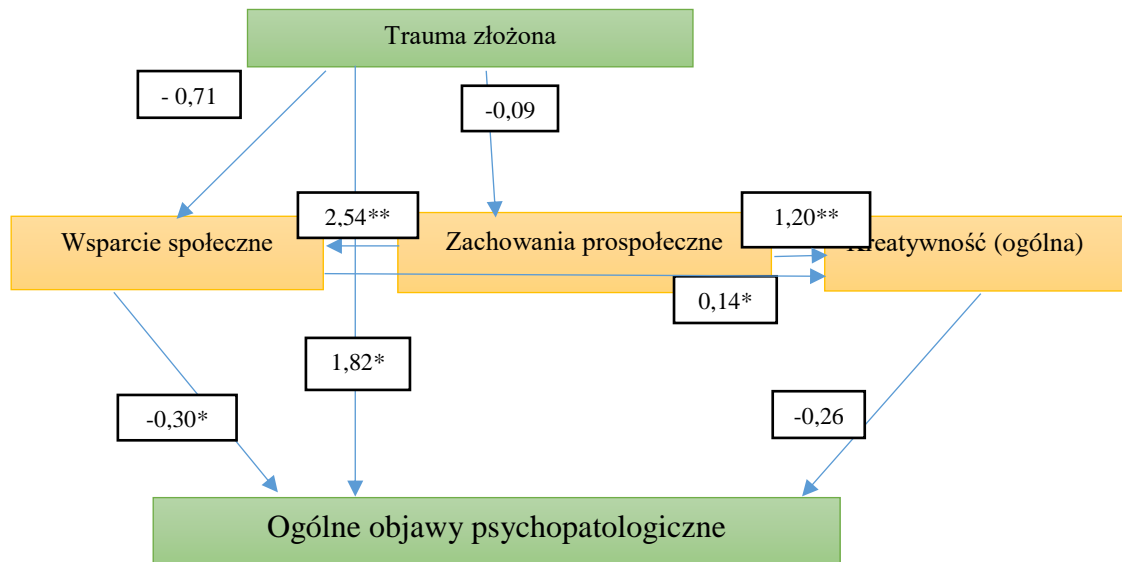 Trauma złożona
- 0,71
-0,09
2,54**
1,20**
Wsparcie społeczne
Zachowania prospołeczne
Kreatywność (ogólna)
0,14*
1,82*
-0,30*
-0,26
Ogólne objawy psychopatologiczne